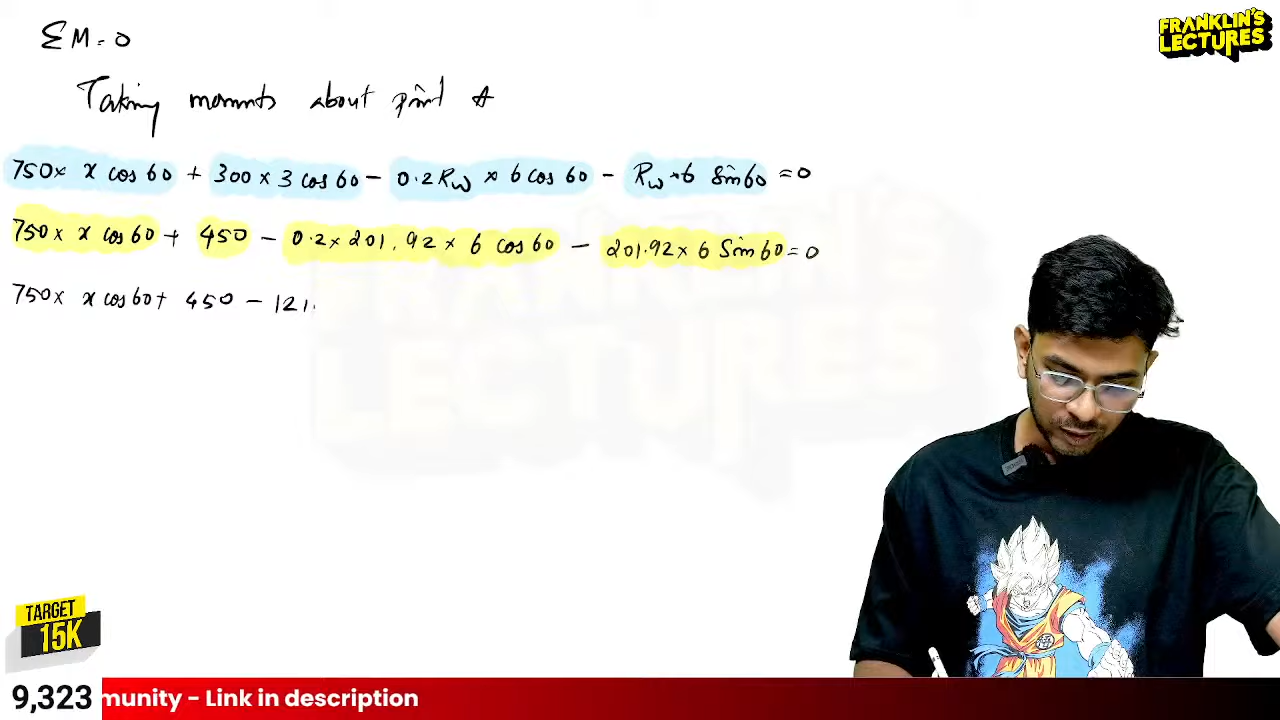 ΣM=0
Taking moments about point A
750× x cos 60 + 300 × 3 cos 60 - 0.2 Rw × 6 cos 60 - Rw × 6 Sin 60 = 0
750 × x cos 60 + 450 - 0.2 × 201.92 × 6 cos 60 - 201.92 × 6 Sin 60 = 0
750 × x cos 60 + 450 - 121.
FRANKLIN'S
LECTURES
FRANKLIN'S
LECTURES
TARGET
15K
9,323 munity - Link in description